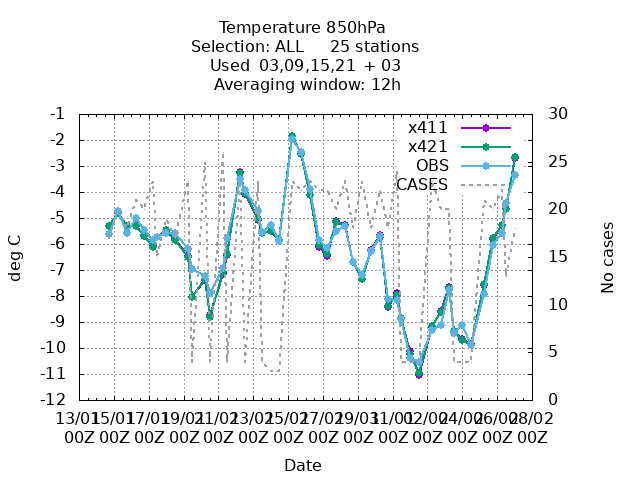 Temperature 850hPa
Selection: ALL 25 stations
Used 03,09,15,21 + 03
Averaging window: 12h
-1
-2
-3
-4
-5
-6
-7
-8
-9
-10
-11
-12
deg C
30
25
20
15
10
5
0
No cases
x411
x421
OBS
CASES
13/01 15/01 17/01 19/01 21/01 23/01 25/01 27/01 29/01 31/01 02/02 04/02 26/02 28/02
00Z 00Z 00Z 00Z 00Z 00Z 00Z 00Z 00Z 00Z 00Z 00Z 00Z 00Z
Date